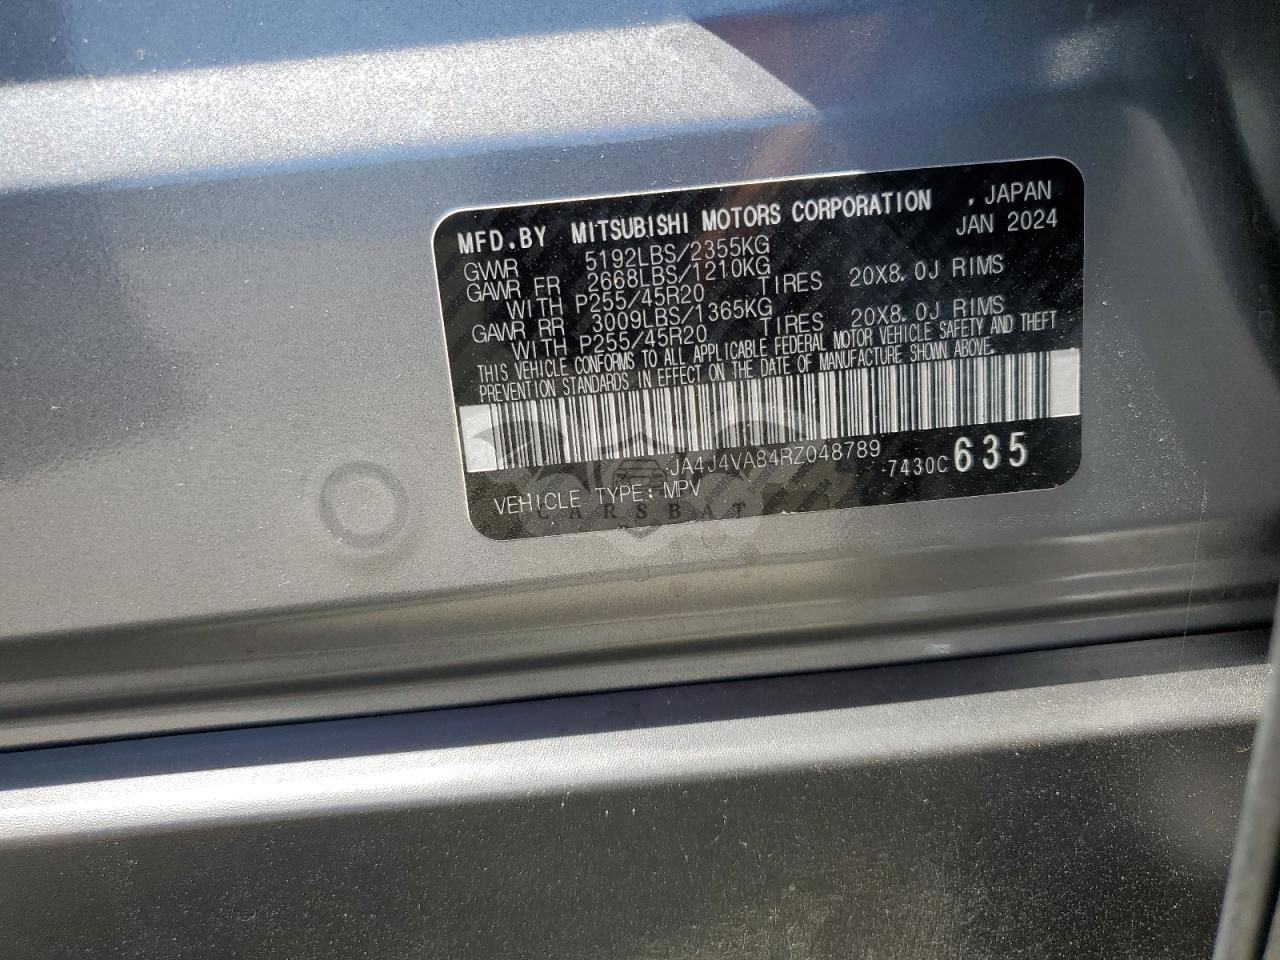 MFD.BY MITSUBISHI MOTORS CORPORATION , JAPAN
JAN 2024
GVWR 5192LBS/2355KG
GAWR FR 2668LBS/1210KG
WITH P255/45R20 TIRES 20X8.0J RIMS
GAWR RR 3009LBS/1365KG
WITH P255/45R20 TIRES 20X8.0J RIMS
THIS VEHICLE CONFORMS TO ALL APPLICABLE FEDERAL MOTOR VEHICLE SAFETY AND THEFT
PREVENTION STANDARDS IN EFFECT ON THE DATE OF MANUFACTURE SHOWN ABOVE.
JA4J4VA84RZ048789
7430C 635
VEHICLE TYPE: MPV
CARSBAT